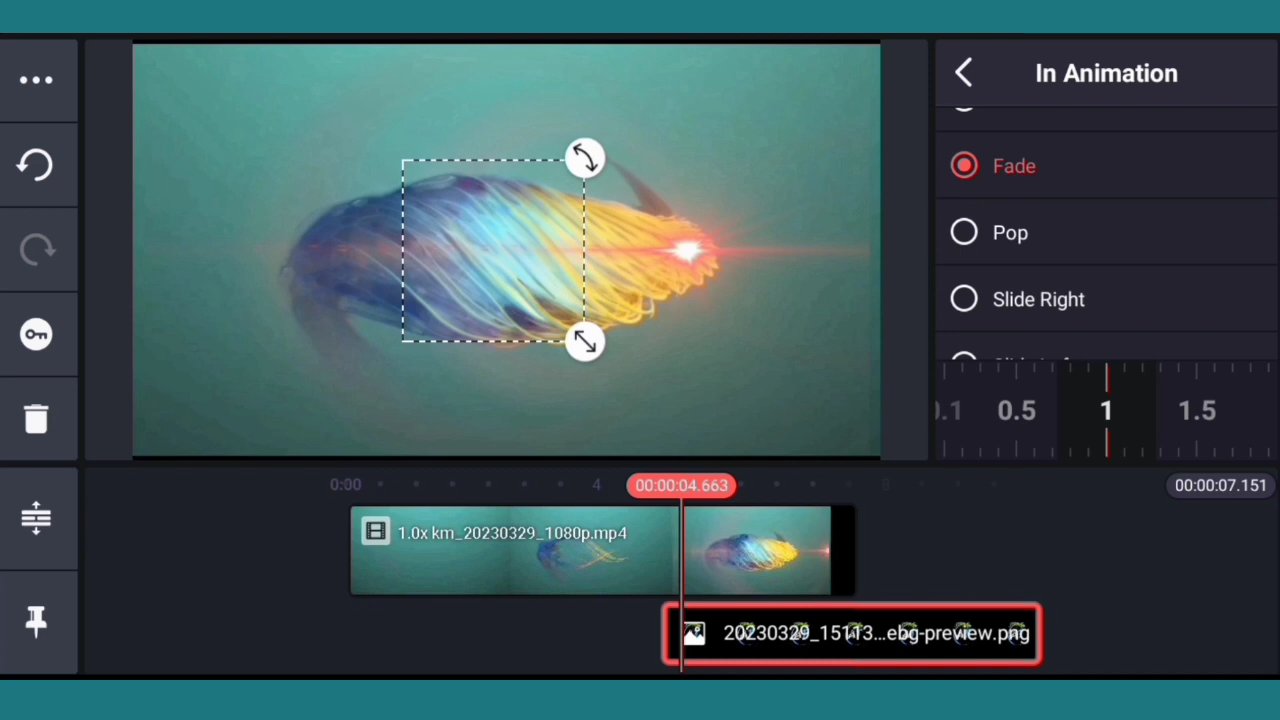 In Animation
Fade
Pop
Slide Right
0.5
1
1.5
0:00
4
00:00:04.663
8
00:00:07.151
1.0x km_20230329_1080p.mp4
20230329_15113...ebg-preview.png